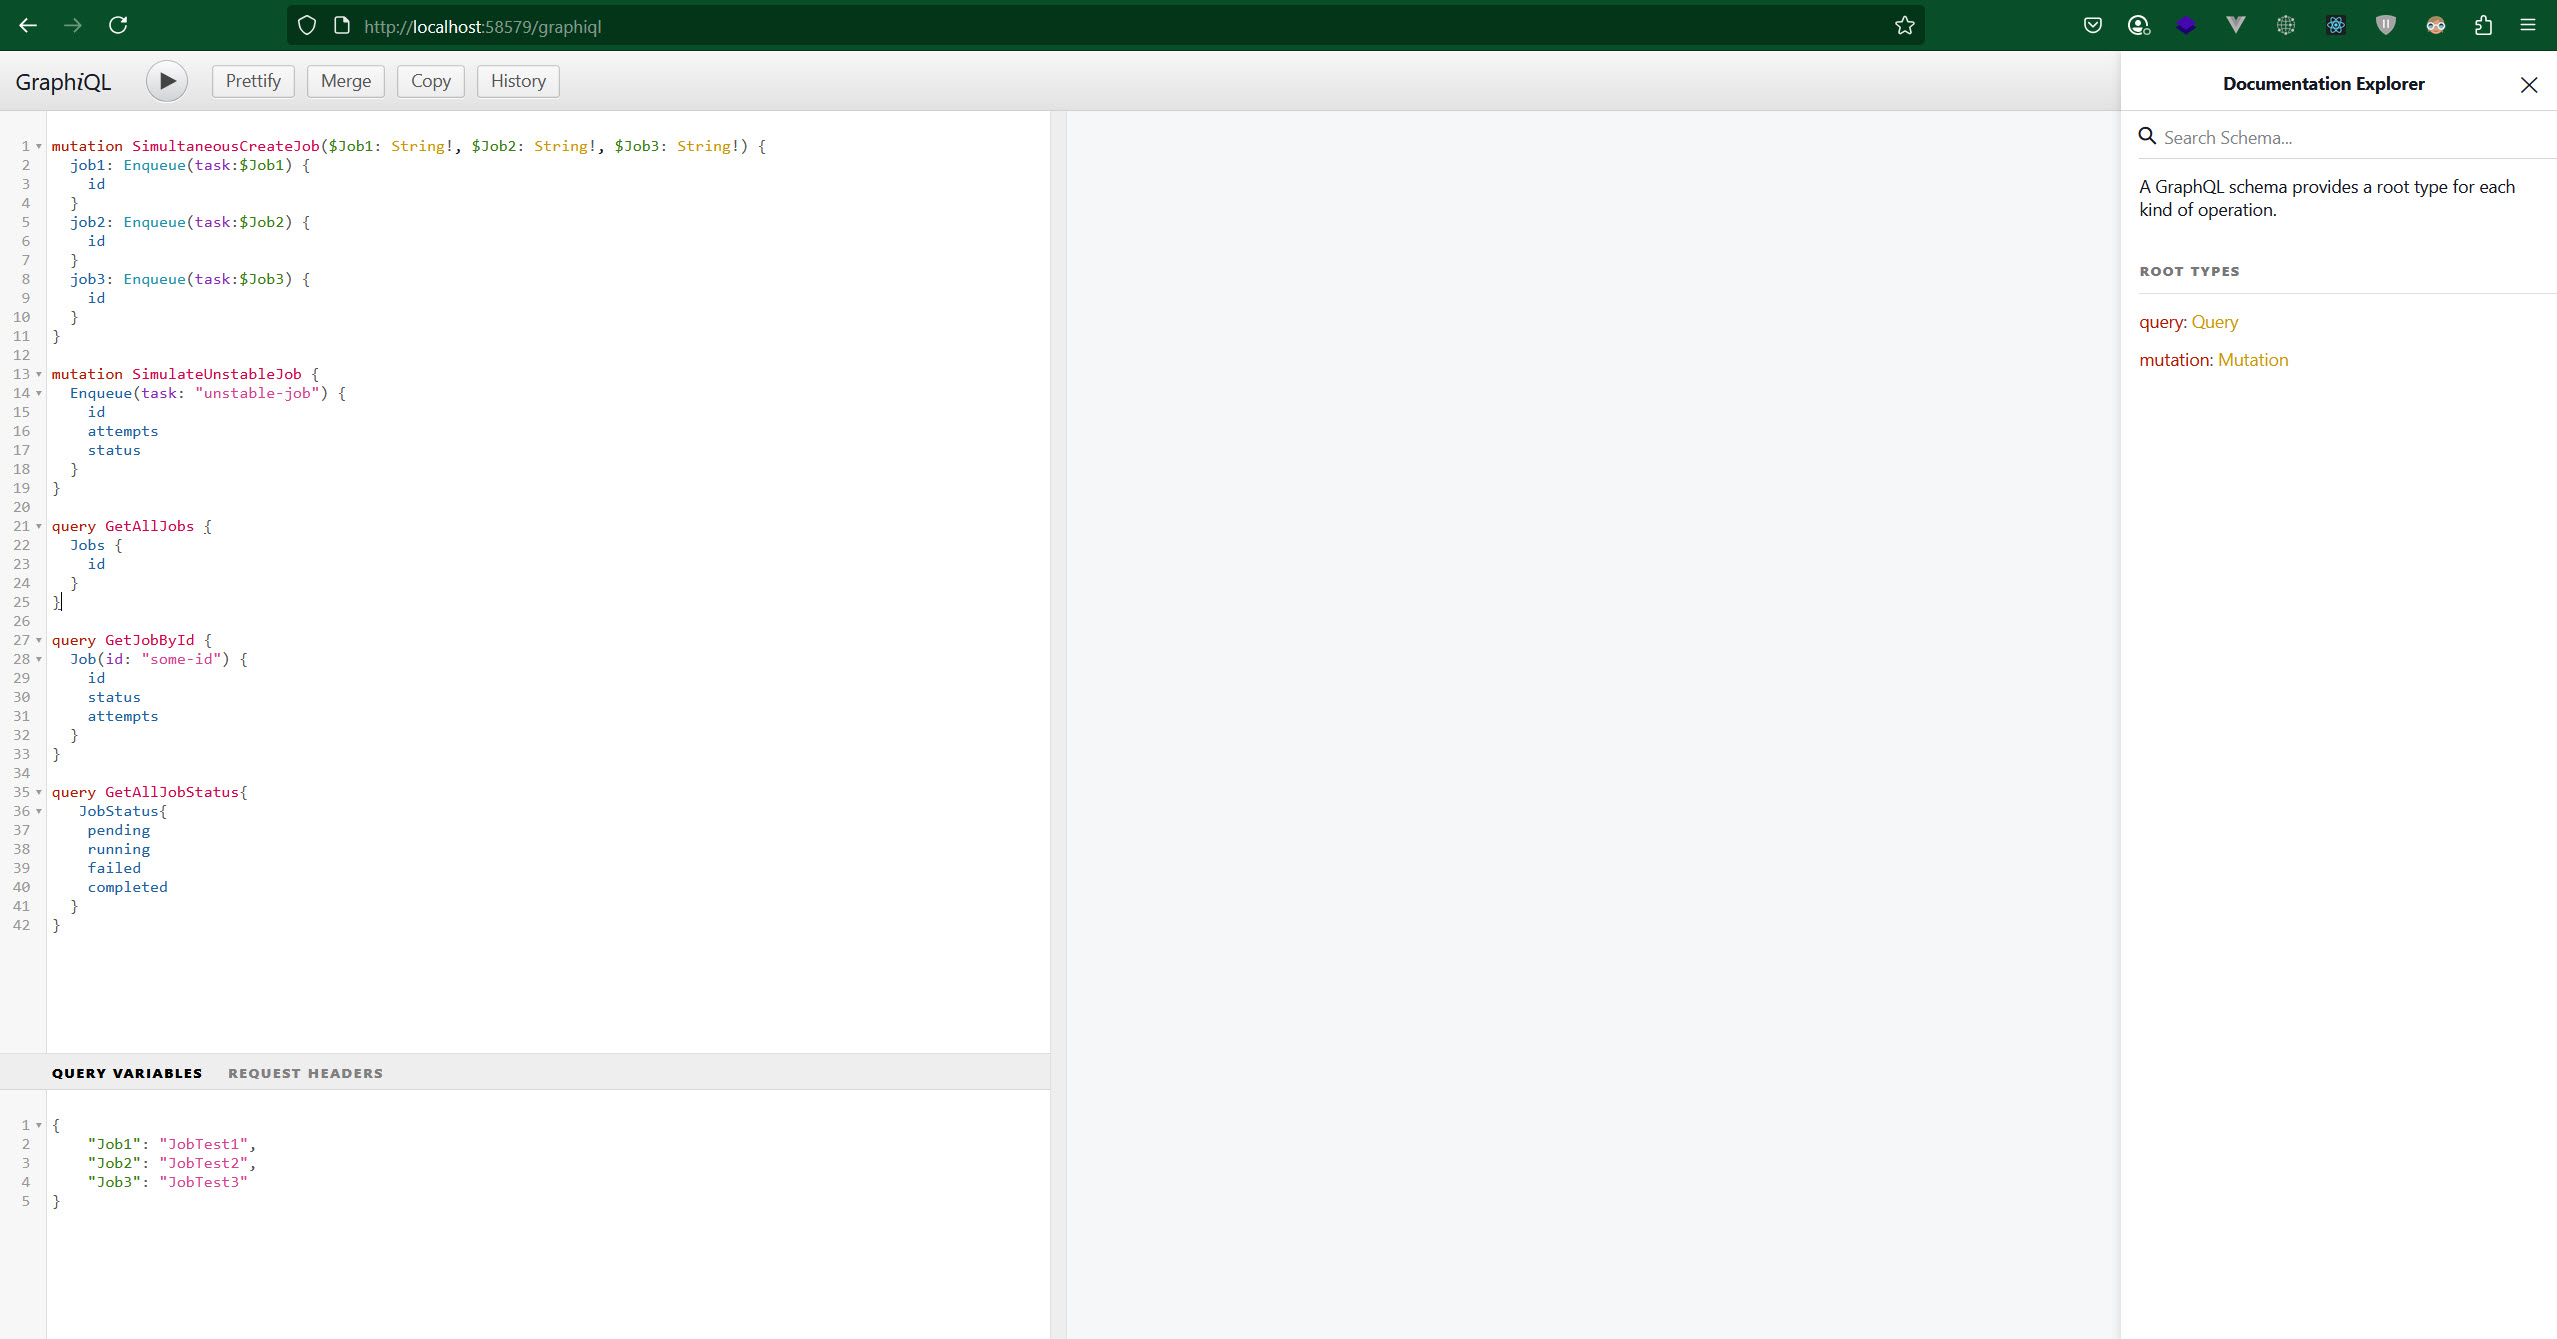 http://localhost:58579/graphiql
GraphiQL
Prettify
Merge
Copy
History
1 mutation SimultaneousCreateJob($Job1: String!, $Job2: String!, $Job3: String!) {
2   job1: Enqueue(task:$Job1) {
3     id
4   }
5   job2: Enqueue(task:$Job2) {
6     id
7   }
8   job3: Enqueue(task:$Job3) {
9     id
10   }
11 }
12
13 mutation SimulateUnstableJob {
14   Enqueue(task: "unstable-job") {
15     id
16     attempts
17     status
18   }
19 }
20
21 query GetAllJobs {
22   Jobs {
23     id
24   }
25 }
26
27 query GetJobById {
28   Job(id: "some-id") {
29     id
30     status
31     attempts
32   }
33 }
34
35 query GetAllJobStatus{
36    JobStatus{
37     pending
38     running
39     failed
40     completed
41   }
42 }
QUERY VARIABLES
REQUEST HEADERS
1 {
2     "Job1": "JobTest1",
3     "Job2": "JobTest2",
4     "Job3": "JobTest3"
5 }
Documentation Explorer
Search Schema...
A GraphQL schema provides a root type for each
kind of operation.
ROOT TYPES
query: Query
mutation: Mutation